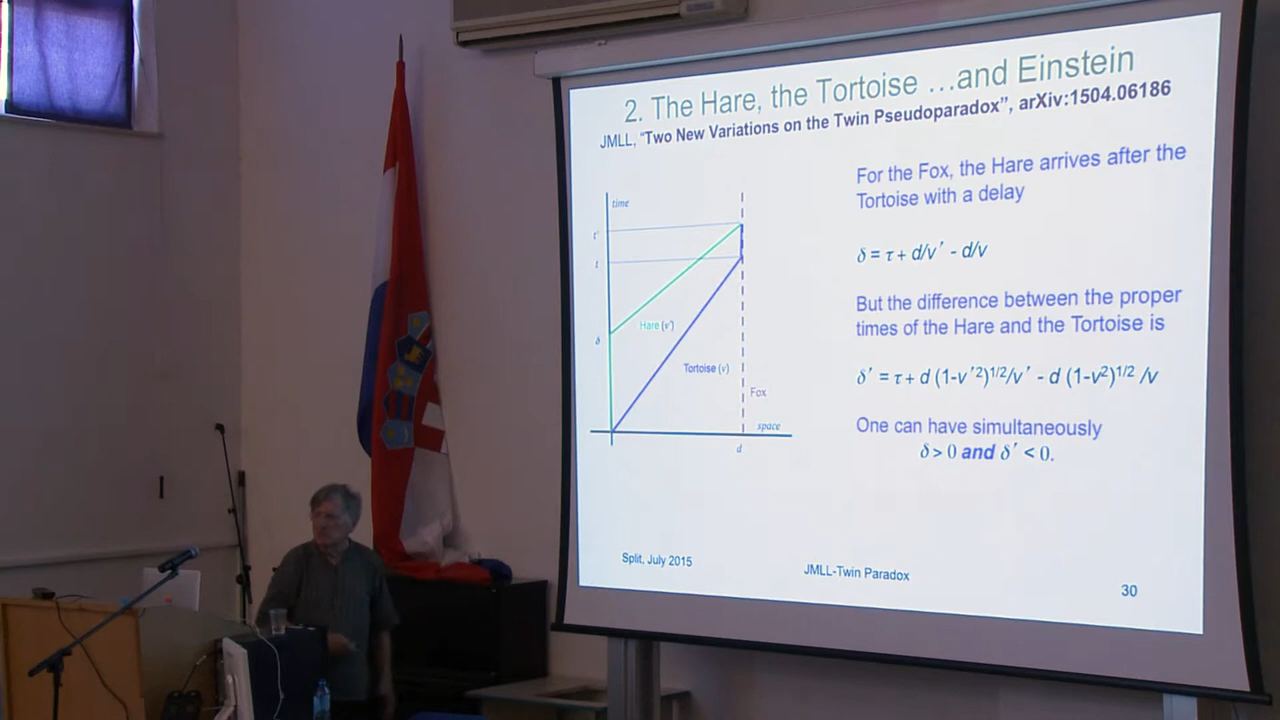 2. The Hare, the Tortoise …and Einstein
JMLL, “Two New Variations on the Twin Pseudoparadox”, arXiv:1504.06186
For the Fox, the Hare arrives after the
Tortoise with a delay
δ = τ + d/v’ - d/v
But the difference between the proper
times of the Hare and the Tortoise is
δ’ = τ + d (1-v’²)¹/²/v’ - d (1-v²)¹/² /v
One can have simultaneously
δ > 0 and δ’ < 0.
time
t'
t
δ
Hare (v')
Tortoise (v)
Fox
space
d
Split, July 2015
JMLL-Twin Paradox
30